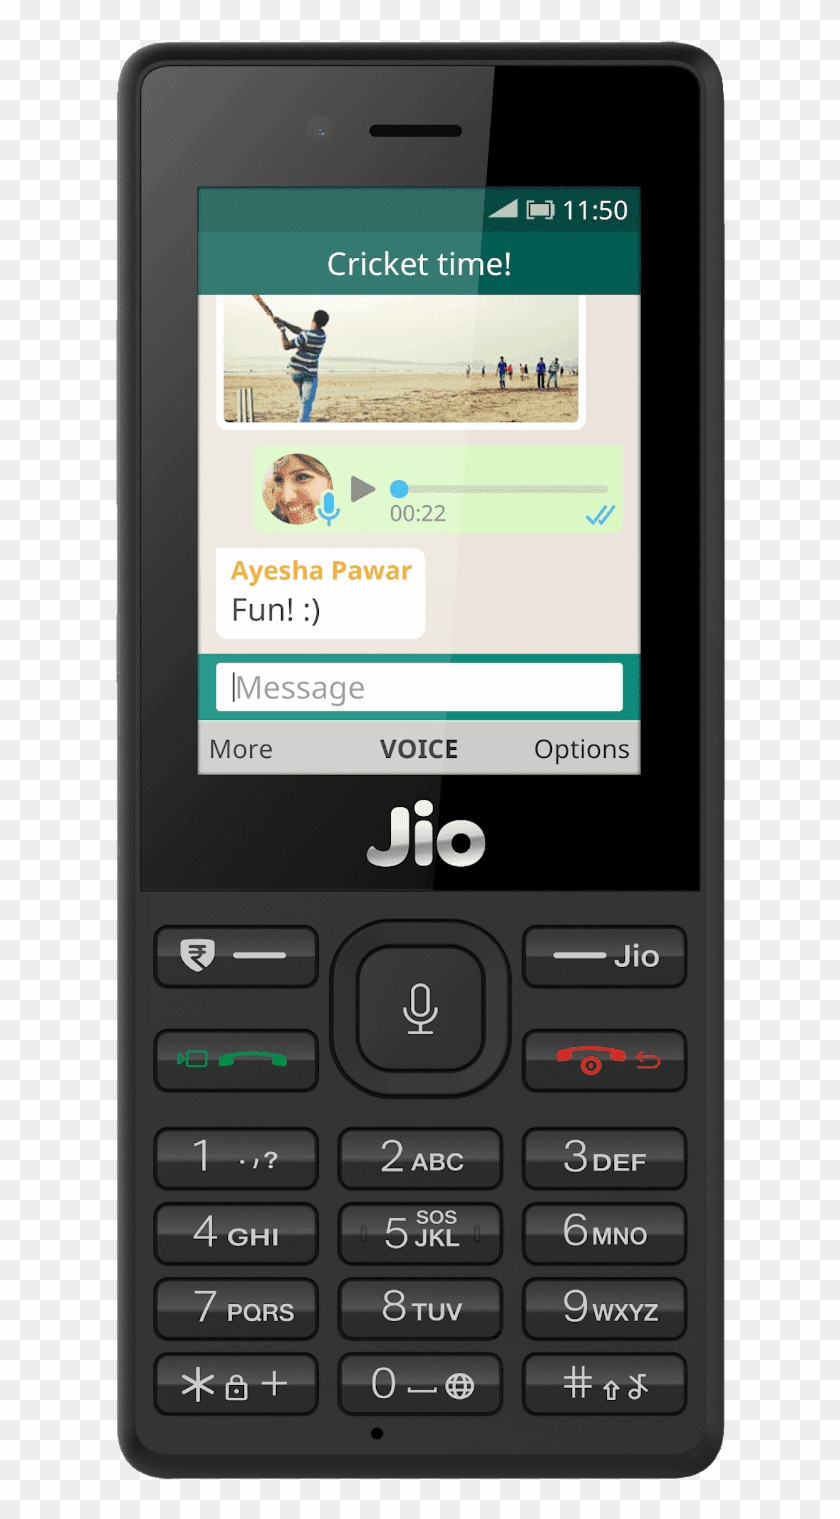 11:50
Cricket time!
00:22
Ayesha Pawar
Fun! :)
Message
More VOICE Options
Jio
₹ Jio
1 .,? 2 ABC 3 DEF
SOS
4 GHI 5 JKL 6 MNO
7 PQRS 8 TUV 9 WXYZ
* + 0 #